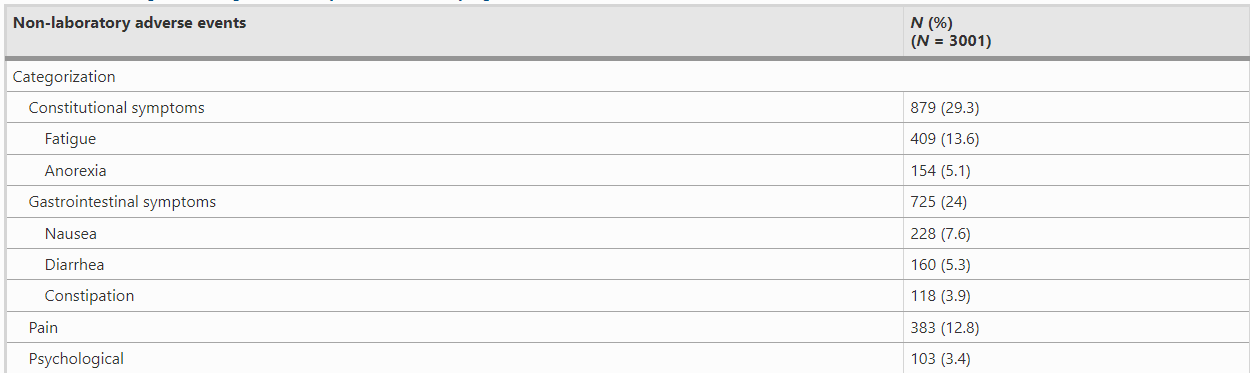 Non-laboratory adverse events N (%)
(N = 3001)
Categorization
Constitutional symptoms 879 (29.3)
Fatigue 409 (13.6)
Anorexia 154 (5.1)
Gastrointestinal symptoms 725 (24)
Nausea 228 (7.6)
Diarrhea 160 (5.3)
Constipation 118 (3.9)
Pain 383 (12.8)
Psychological 103 (3.4)